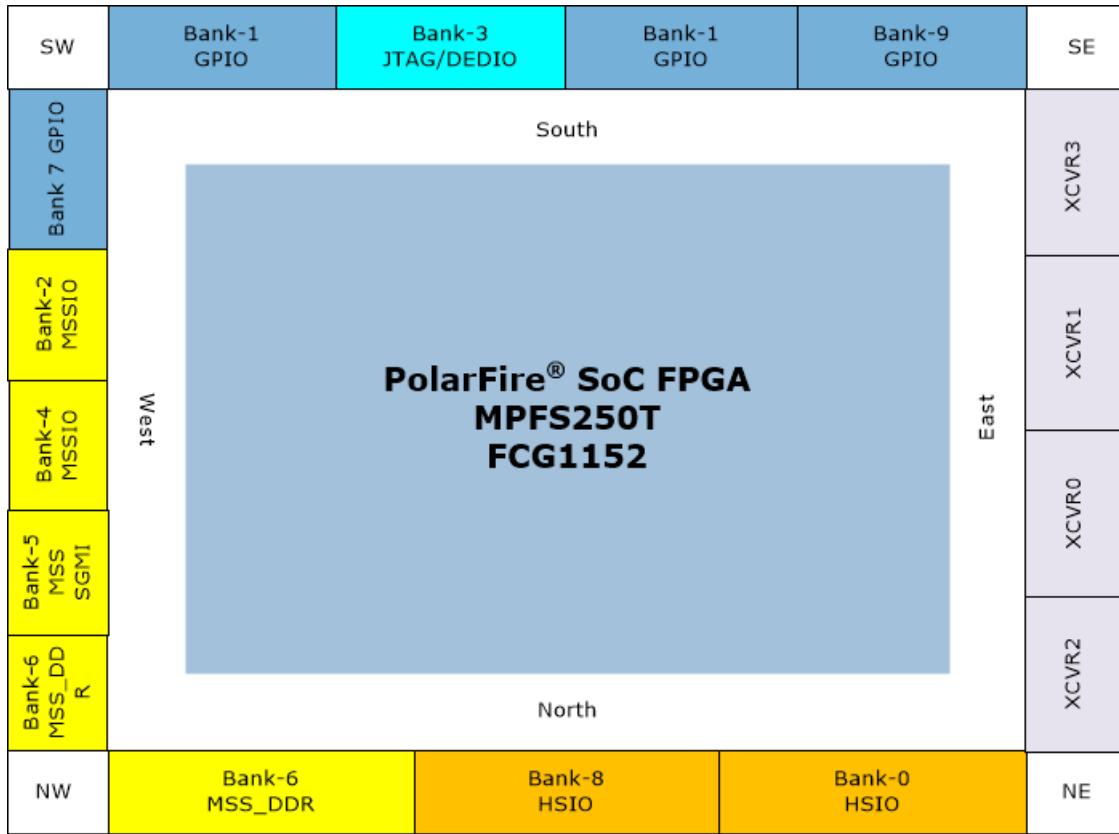 SW
Bank-1
GPIO
Bank-3
JTAG/DEDIO
Bank-1
GPIO
Bank-9
GPIO
SE
Bank 7 GPIO
South
XCVR3
Bank-2
MSSIO
XCVR1
PolarFire® SoC FPGA
MPFS250T
FCG1152
West
East
Bank-4
MSSIO
XCVR0
Bank-5
MSS
SGMI
Bank-6
MSS_DD
R
XCVR2
North
NW
Bank-6
MSS_DDR
Bank-8
HSIO
Bank-0
HSIO
NE